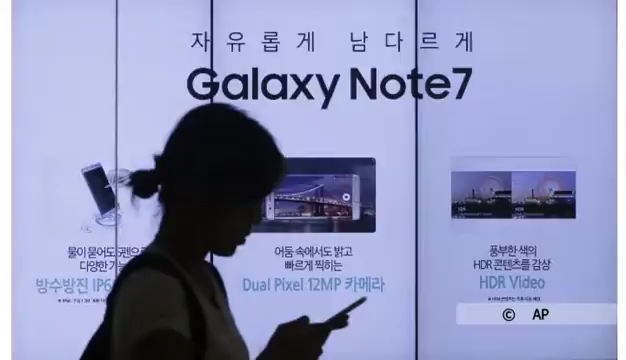 자유롭게 남다르게
Galaxy Note7
물이 묻어도
다양한
방수방진
어둠 속에서도 밝고
빠르게 찍히는
Dual Pixel 12MP 카메라
풍부한 색의
HDR 콘텐츠를 감상
HDR Video
© AP